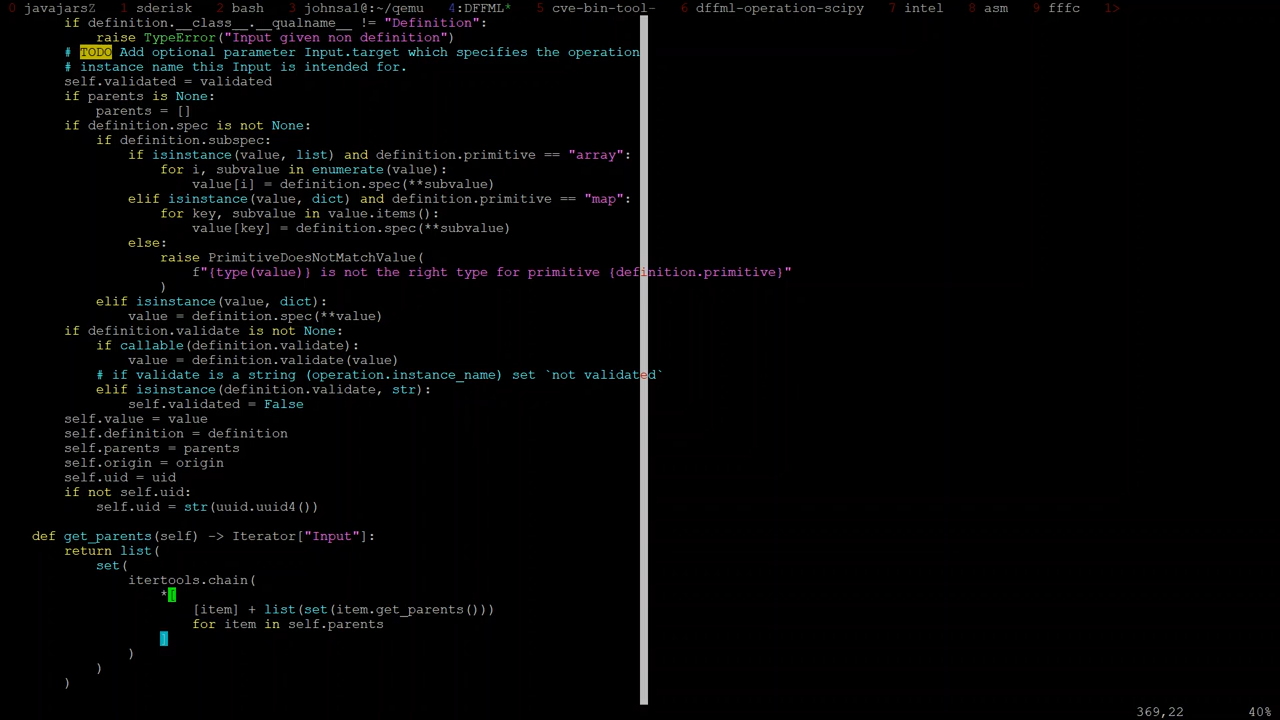 0 javajarsZ  1 sderisk  2 bash  3 johnsa1@:~/qemu  4:DFFML*  5 cve-bin-tool-  6 dffml-operation-scipy  7 intel  8 asm  9 fffc  1>
        if definition.__class__.__qualname__ != "Definition":
            raise TypeError("Input given non definition")
        # TODO Add optional parameter Input.target which specifies the operation
        # instance name this Input is intended for.
        self.validated = validated
        if parents is None:
            parents = []
        if definition.spec is not None:
            if definition.subspec:
                if isinstance(value, list) and definition.primitive == "array":
                    for i, subvalue in enumerate(value):
                        value[i] = definition.spec(**subvalue)
                elif isinstance(value, dict) and definition.primitive == "map":
                    for key, subvalue in value.items():
                        value[key] = definition.spec(**subvalue)
                else:
                    raise PrimitiveDoesNotMatchValue(
                        f"{type(value)} is not the right type for primitive {definition.primitive}"
                    )
            elif isinstance(value, dict):
                value = definition.spec(**value)
        if definition.validate is not None:
            if callable(definition.validate):
                value = definition.validate(value)
            # if validate is a string (operation.instance_name) set `not validated`
            elif isinstance(definition.validate, str):
                self.validated = False
        self.value = value
        self.definition = definition
        self.parents = parents
        self.origin = origin
        self.uid = uid
        if not self.uid:
            self.uid = str(uuid.uuid4())
    def get_parents(self) -> Iterator["Input"]:
        return list(
            set(
                itertools.chain(
                    *[
                        [item] + list(set(item.get_parents()))
                        for item in self.parents
                    ]
                )
            )
        )
369,22  40%